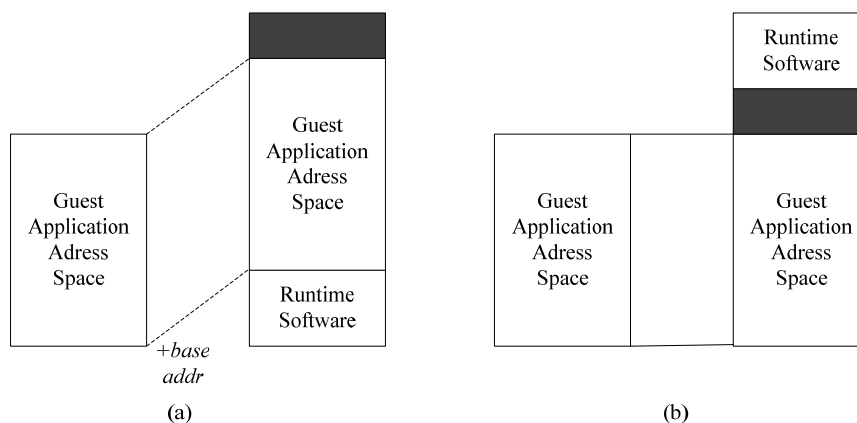 Guest
Application
Adress
Space
+base
addr
Guest
Application
Adress
Space
Runtime
Software
(a)
Guest
Application
Adress
Space
Runtime
Software
Guest
Application
Adress
Space
(b)